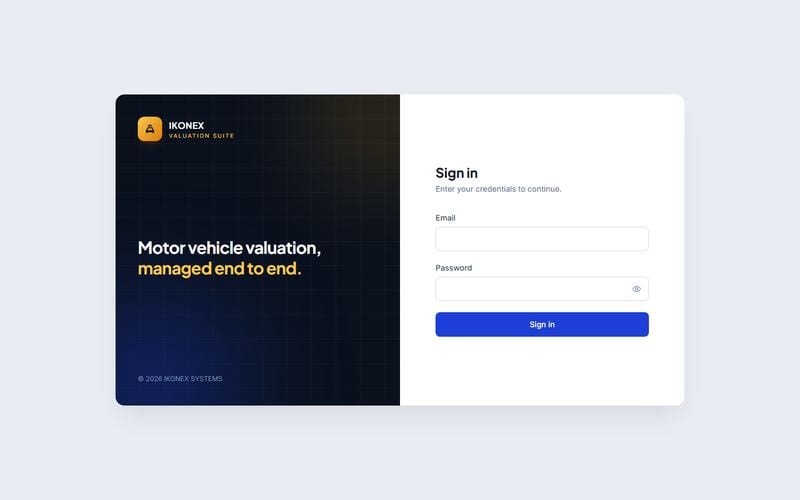 IKONEX
VALUATION SUITE
Motor vehicle valuation,
managed end to end.
© 2026 IKONEX SYSTEMS
Sign in
Enter your credentials to continue.
Email
Password
Sign in